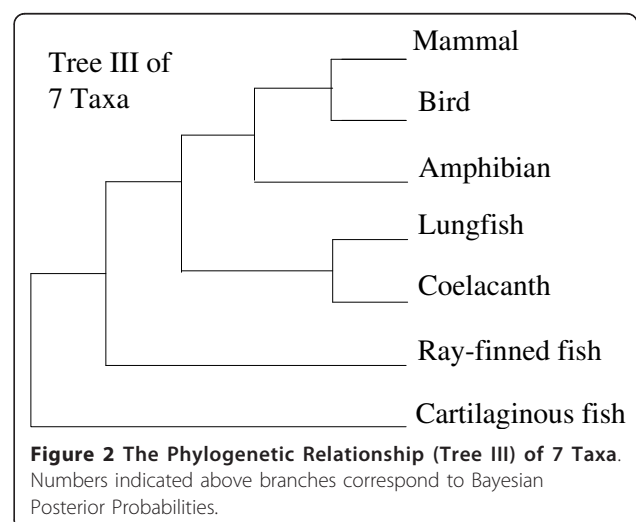 Tree III of
7 Taxa
Mammal
Bird
Amphibian
Lungfish
Coelacanth
Ray-finned fish
Cartilaginous fish
Figure 2 The Phylogenetic Relationship (Tree III) of 7 Taxa.
Numbers indicated above branches correspond to Bayesian
Posterior Probabilities.